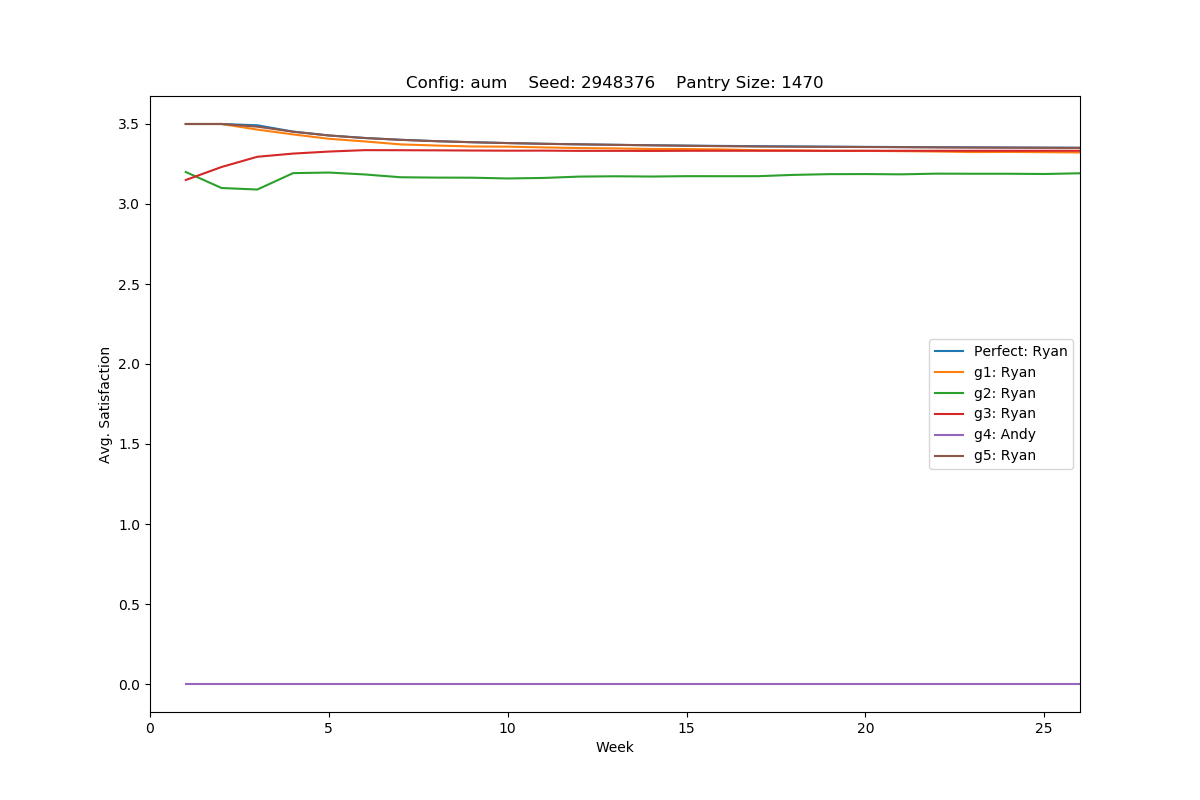 Config: aum    Seed: 2948376    Pantry Size: 1470
3.5
3.0
2.5
2.0
1.5
1.0
0.5
0.0
Avg. Satisfaction
Perfect: Ryan
g1: Ryan
g2: Ryan
g3: Ryan
g4: Andy
g5: Ryan
0
5
10
15
20
25
Week